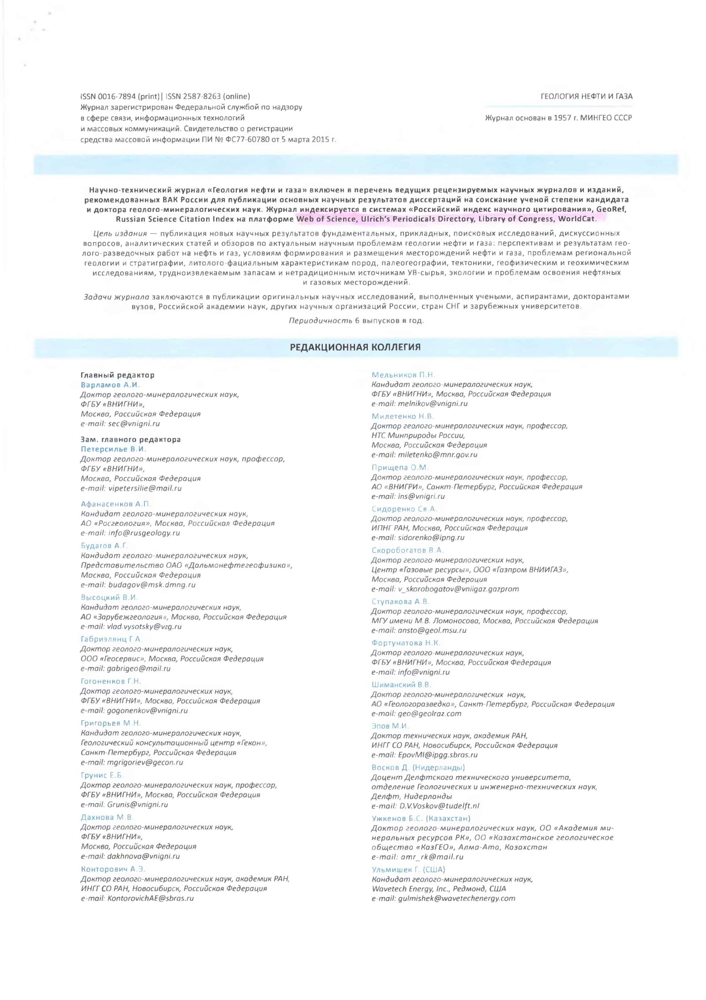 ISSN 0016-7894 (print)| ISSN 2587-8263 (online)
Журнал зарегистрирован Федеральной службой по надзору
в сфере связи, информационных технологий
и массовых коммуникаций. Свидетельство о регистрации
средства массовой информации ПИ № ФС77-60780 от 5 марта 2015 г.
ГЕОЛОГИЯ НЕФТИ И ГАЗА
Журнал основан в 1957 г. МИНГЕО СССР
Научно-технический журнал «Геология нефти и газа» включен в перечень ведущих рецензируемых научных журналов и изданий,
рекомендованных ВАК России для публикации основных научных результатов диссертаций на соискание ученой степени кандидата
и доктора геолого-минералогических наук. Журнал индексируется в системах «Российский индекс научного цитирования», GeoRef,
Russian Science Citation Index на платформе Web of Science, Ulrich's Periodicals Directory, Library of Congress, WorldCat.
Цель издания — публикация новых научных результатов фундаментальных, прикладных, поисковых исследований, дискуссионных
вопросов, аналитических статей и обзоров по актуальным научным проблемам геологии нефти и газа: перспективам и результатам гео-
лого-разведочных работ на нефть и газ, условиям формирования и размещения месторождений нефти и газа, проблемам региональной
геологии и стратиграфии, литолого-фациальным характеристикам пород, палеогеографии, тектоники, геофизическим и геохимическим
исследованиям, трудноизвлекаемым запасам и нетрадиционным источникам УВ-сырья, экологии и проблемам освоения нефтяных
и газовых месторождений.
Задачи журнала заключаются в публикации оригинальных научных исследований, выполненных учеными, аспирантами, докторантами
вузов, Российской академии наук, других научных организаций России, стран СНГ и зарубежных университетов.
Периодичность 6 выпусков в год.
РЕДАКЦИОННАЯ КОЛЛЕГИЯ
Главный редактор
Варламов А.И.
Доктор геолого-минералогических наук,
ФГБУ «ВНИГНИ»,
Москва, Российская Федерация
e-mail: sec@vnigni.ru
Зам. главного редактора
Петерсилье В.И.
Доктор геолого-минералогических наук, профессор,
ФГБУ «ВНИГНИ»,
Москва, Российская Федерация
e-mail: vipetersilie@mail.ru
Афанасенков А.П.
Кандидат геолого-минералогических наук,
АО «Росгеология», Москва, Российская Федерация
e-mail: info@rusgeology.ru
Будагов А.Г.
Кандидат геолого-минералогических наук,
Представительство ОАО «Дальмонефтегеофизика»,
Москва, Российская Федерация
e-mail: budagov@msk.dmng.ru
Высоцкий В.И.
Кандидат геолого-минералогических наук,
АО «Зарубежгеология», Москва, Российская Федерация
e-mail: vlad.vysotsky@vzg.ru
Габриэлянц Г А.
Доктор геолого-минералогических наук,
ООО «Геосервис», Москва, Российская Федерация
e-mail: gabrigeo@mail.ru
Гогоненков Г.Н.
Доктор геолого-минералогических наук,
ФГБУ «ВНИГНИ», Москва, Российская Федерация
e-mail: gogonenkov@vnigni.ru
Григорьев М.Н.
Кандидат геолого-минералогических наук,
Геологический консультационный центр «Гекон»,
Санкт-Петербург, Российская Федерация
e-mail: mgrigoriev@gecon.ru
Грунис Е.Б.
Доктор геолого-минералогических наук, профессор,
ФГБУ «ВНИГНИ», Москва, Российская Федерация
e-mail: Grunis@vnigni.ru
Дахнова М.В.
Доктор геолого-минералогических наук,
ФГБУ «ВНИГНИ»,
Москва, Российская Федерация
e-mail: dakhnova@vnigni.ru
Конторович А.Э.
Доктор геолого-минералогических наук, академик РАН,
ИНГГ СО РАН, Новосибирск, Российская Федерация
e-mail: KontorovichAE@sbras.ru
Мельников П.Н.
Кандидат геолого-минералогических наук,
ФГБУ «ВНИГНИ», Москва, Российская Федерация
e-mail: melnikov@vnigni.ru
Милетенко Н.В.
Доктор геолого-минералогических наук, профессор,
НТС Минприроды России,
Москва, Российская Федерация
e-mail: miletenko@mnr.gov.ru
Прищепа О.М.
Доктор геолого-минералогических наук, профессор,
АО «ВНИГРИ», Санкт-Петербург, Российская Федерация
e-mail: ins@vnigri.ru
Сидоренко Св.А.
Доктор геолого-минералогических наук, профессор,
ИПНГ РАН, Москва, Российская Федерация
e-mail: sidorenko@ipng.ru
Скоробогатов В.А.
Доктор геолого-минералогических наук,
Центр «Газовые ресурсы», ООО «Газпром ВНИИГАЗ»,
Москва, Российская Федерация
e-mail: v_skorobogatov@vniigaz.gazprom
Ступакова А.В.
Доктор геолого-минералогических наук, профессор,
МГУ имени М.В. Ломоносова, Москва, Российская Федерация
e-mail: ansto@geol.msu.ru
Фортунатова Н.К.
Доктор геолого-минералогических наук,
ФГБУ «ВНИГНИ», Москва, Российская Федерация
e-mail: info@vnigni.ru
Шиманский В.В.
Доктор геолого-минералогических наук,
АО «Геологоразведка», Санкт-Петербург, Российская Федерация
e-mail: geo@geolraz.com
Эпов М.И.
Доктор технических наук, академик РАН,
ИНГГ СО РАН, Новосибирск, Российская Федерация
e-mail: EpovMI@ipgg.sbras.ru
Восков Д. (Нидерланды)
Доцент Делфтского технического университета,
отделение Геологических и инженерно-технических наук,
Делфт, Нидерланды
e-mail: D.V.Voskov@tudelft.nl
Ужкенов Б.С. (Казахстан)
Доктор геолого-минералогических наук, ОО «Академия ми-
неральных ресурсов РК», ОО «Казахстанское геологическое
общество «КазГЕО», Алма-Ата, Казахстан
e-mail: amr_rk@mail.ru
Ульмишек Г. (США)
Кандидат геолого-минералогических наук,
Wavetech Energy, Inc., Редмонд, США
e-mail: gulmishek@wavetechenergy.com